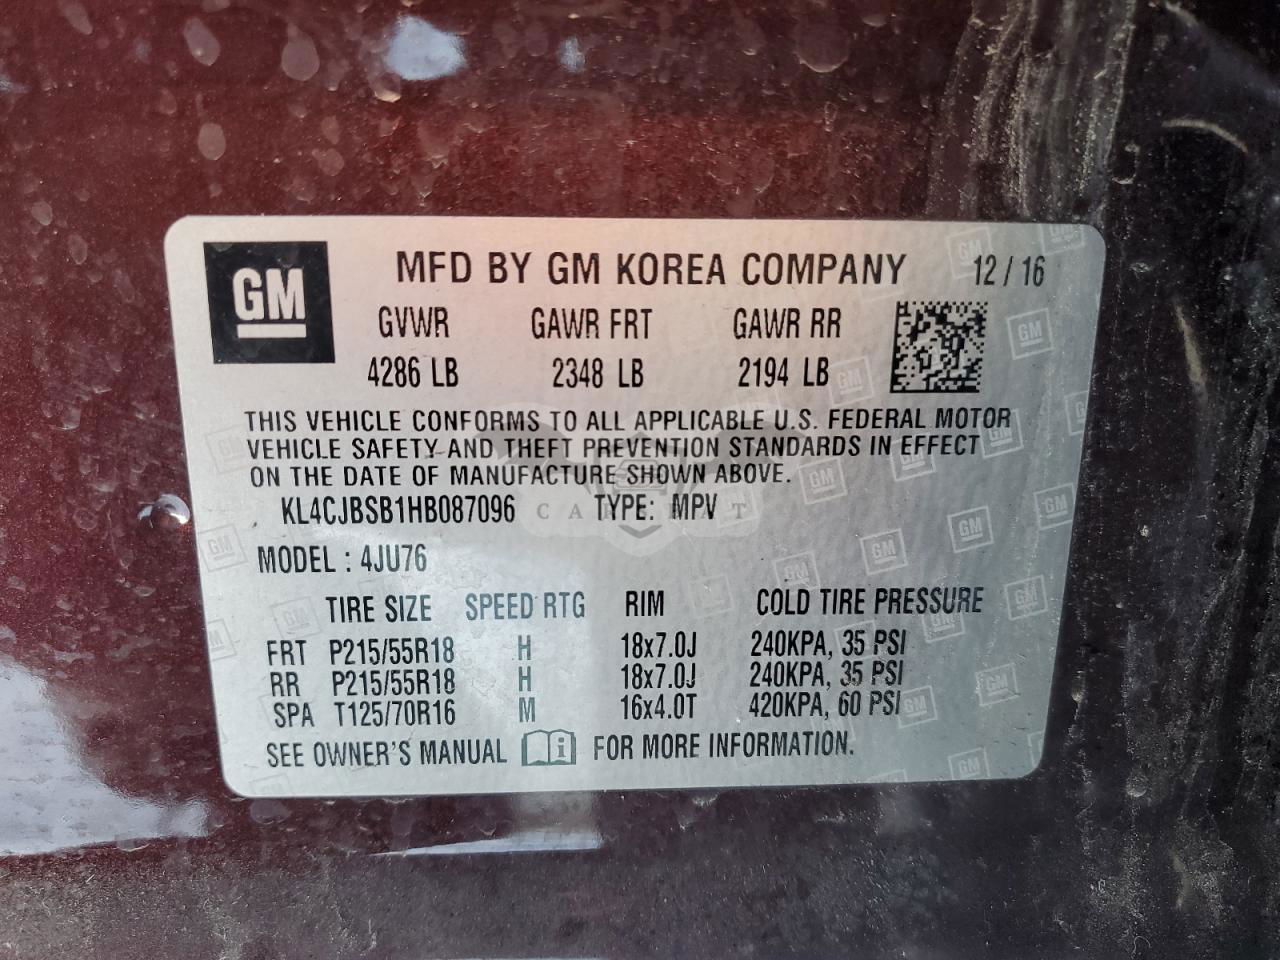 GM MFD BY GM KOREA COMPANY 12/16
GVWR GAWR FRT GAWR RR
4286 LB 2348 LB 2194 LB
THIS VEHICLE CONFORMS TO ALL APPLICABLE U.S. FEDERAL MOTOR
VEHICLE SAFETY AND THEFT PREVENTION STANDARDS IN EFFECT
ON THE DATE OF MANUFACTURE SHOWN ABOVE.
KL4CJBSB1HB087096 TYPE: MPV
MODEL : 4JU76
TIRE SIZE SPEED RTG RIM COLD TIRE PRESSURE
FRT P215/55R18 H 18x7.0J 240KPA, 35 PSI
RR P215/55R18 H 18x7.0J 240KPA, 35 PSI
SPA T125/70R16 M 16x4.0T 420KPA, 60 PSI
SEE OWNER'S MANUAL FOR MORE INFORMATION.